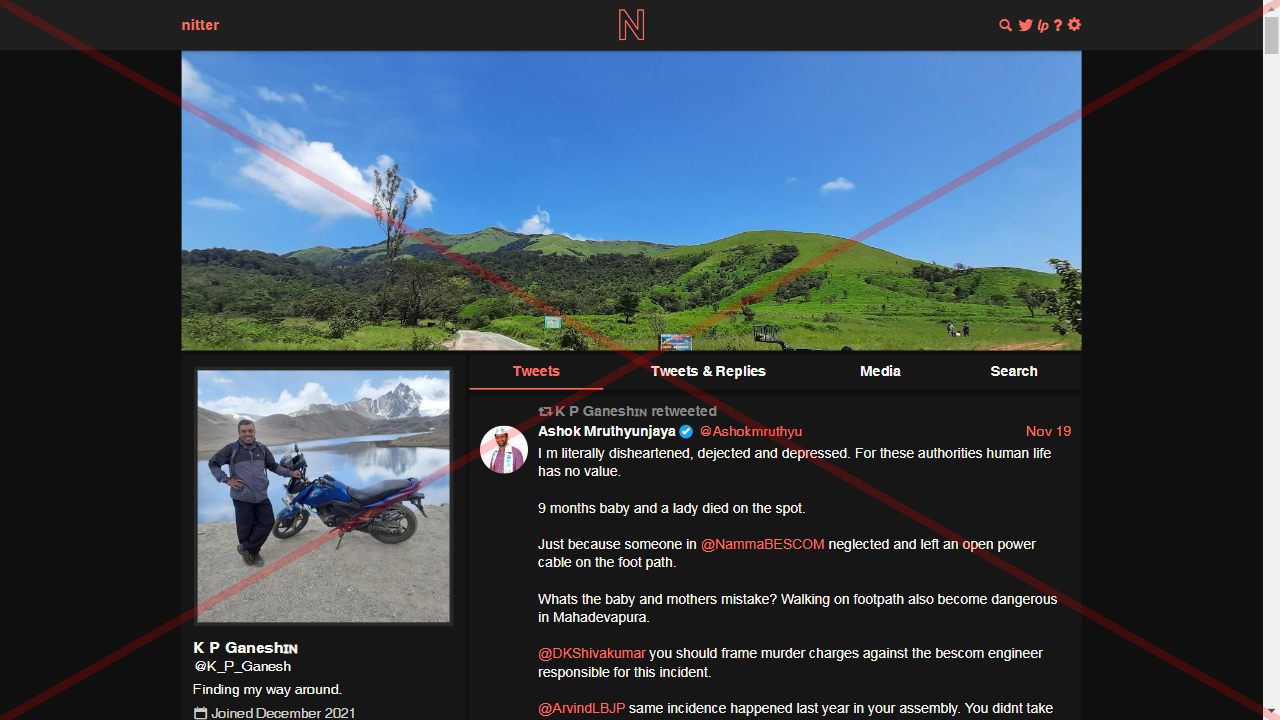 nitter
N
lp ?
Tweets
Tweets & Replies
Media
Search
K P Ganeshɪɴ retweeted
Ashok Mruthyunjaya @Ashokmruthyu Nov 19
I m literally disheartened, dejected and depressed. For these authorities human life
has no value.
9 months baby and a lady died on the spot.
Just because someone in @NammaBESCOM neglected and left an open power
cable on the foot path.
Whats the baby and mothers mistake? Walking on footpath also become dangerous
in Mahadevapura.
@DKShivakumar you should frame murder charges against the bescom engineer
responsible for this incident.
@ArvindLBJP same incidence happened last year in your assembly. You didnt take
K P Ganeshɪɴ
@K_P_Ganesh
Finding my way around.
Joined December 2021